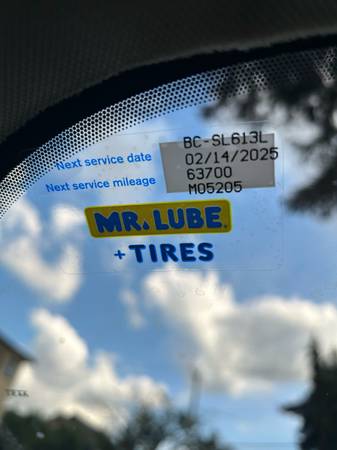 BC-SL613L
Next service date 02/14/2025
Next service mileage 63700
M05205
MR. LUBE
+ TIRES